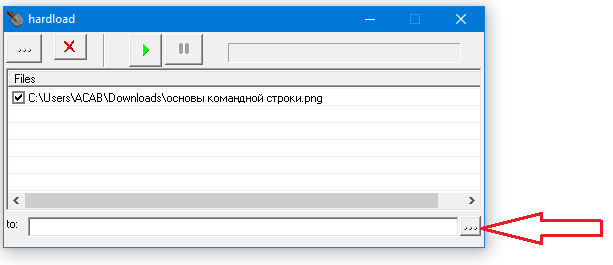 hardload
...
Files
C:\Users\ACAB\Downloads\основы командной строки.png
to:
...